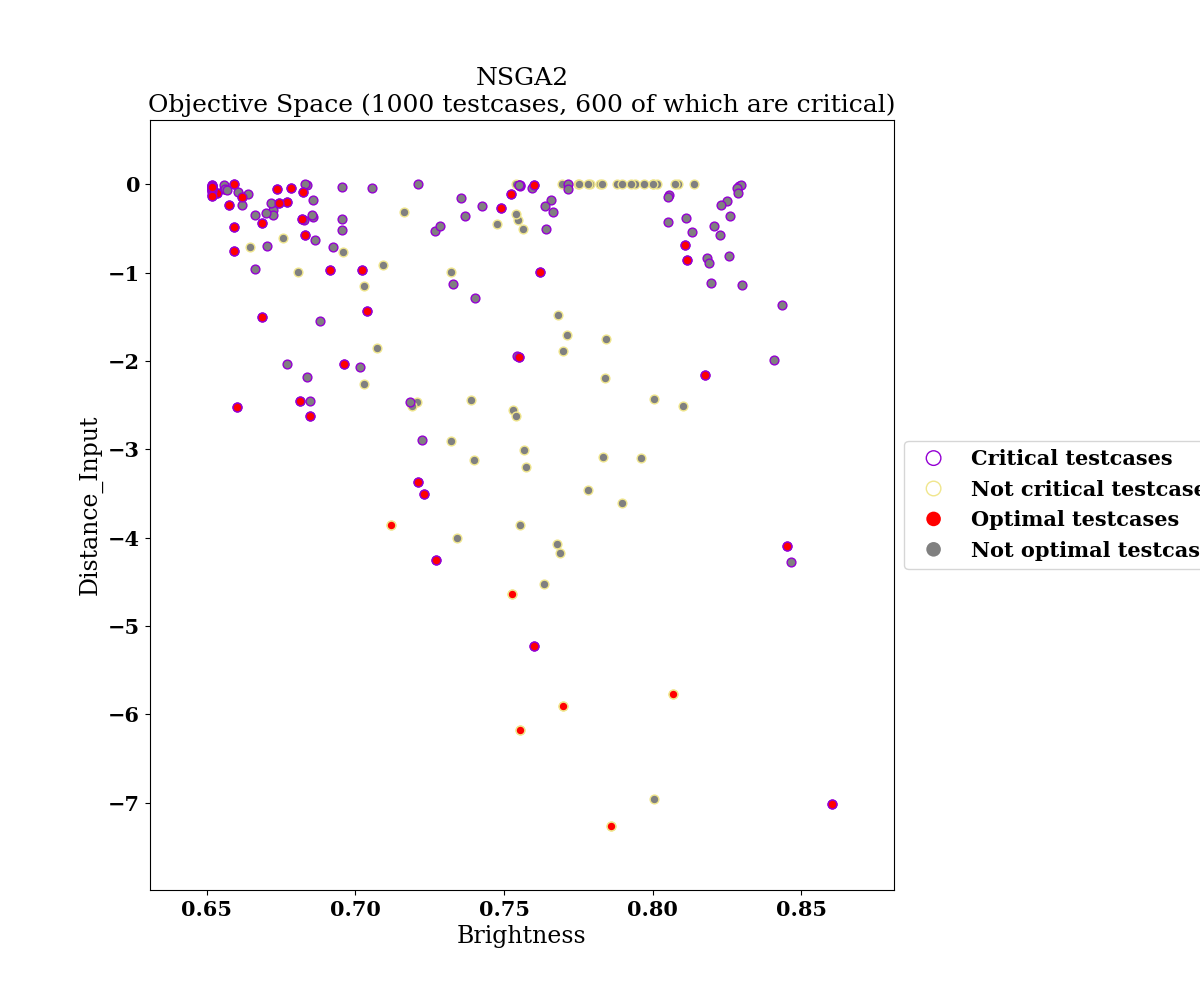 NSGA2
Objective Space (1000 testcases, 600 of which are critical)
0
−1
−2
−3
−4
−5
−6
−7
Distance_Input
0.65 0.70 0.75 0.80 0.85
Brightness
Critical testcases
Not critical testcase
Optimal testcases
Not optimal testcas